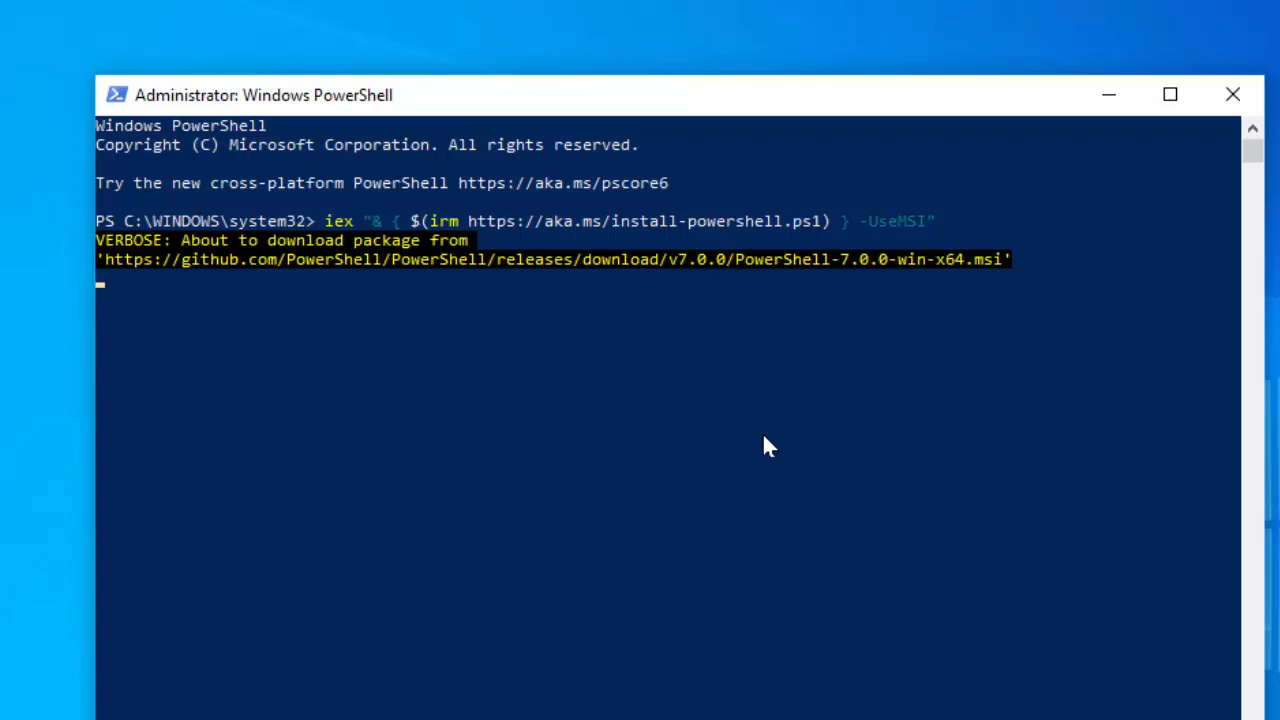 Administrator: Windows PowerShell
Windows PowerShell
Copyright (C) Microsoft Corporation. All rights reserved.
Try the new cross-platform PowerShell https://aka.ms/pscore6
PS C:\WINDOWS\system32> iex "& { $(irm https://aka.ms/install-powershell.ps1) } -UseMSI"
VERBOSE: About to download package from
'https://github.com/PowerShell/PowerShell/releases/download/v7.0.0/PowerShell-7.0.0-win-x64.msi'